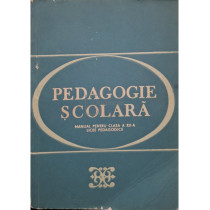 PEDAGOGIE
ȘCOLARĂ
MANUAL PENTRU CLASA A XII-A
LICEE PEDAGOGICE